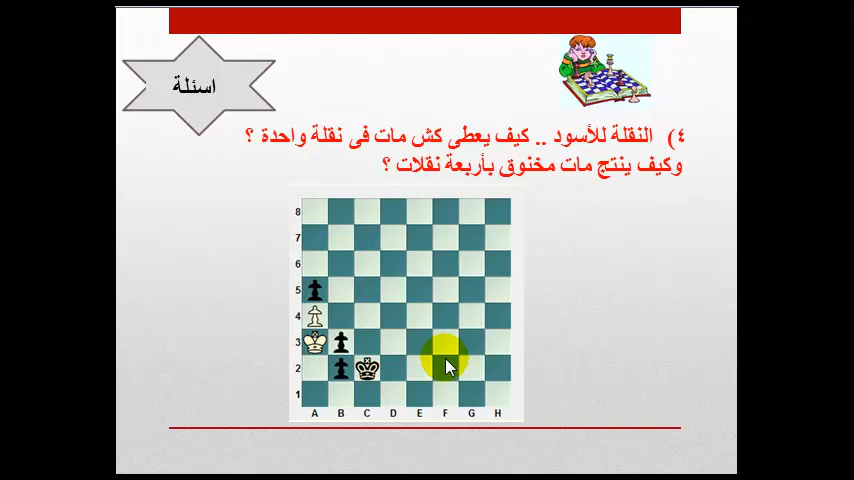 اسئلة
٤) النقلة للأسود .. كيف يعطى كش مات فى نقلة واحدة ؟
وكيف ينتج مات مخنوق بأربعة نقلات ؟
8
7
6
5
4
3
2
1
A B C D E F G H